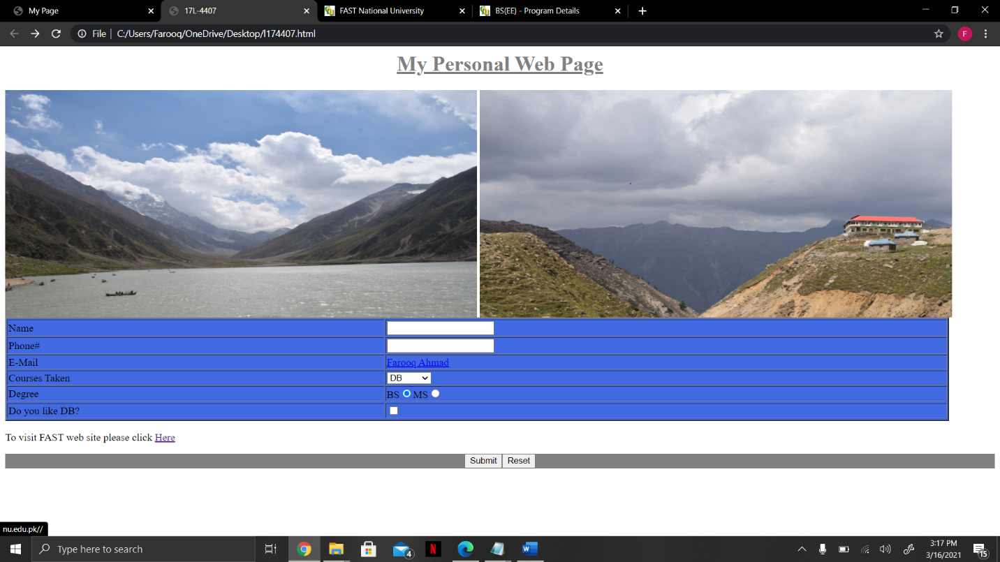 My Page
17L-4407
FAST National University
BS(EE) - Program Details
File | C:/Users/Farooq/OneDrive/Desktop/l174407.html
F
My Personal Web Page
Name
Phone#
E-Mail Farooq Ahmad
Courses Taken DB
Degree BS MS
Do you like DB?
To visit FAST web site please click Here
Submit Reset
nu.edu.pk//
Type here to search
4
N
W
3:17 PM
3/16/2021
15